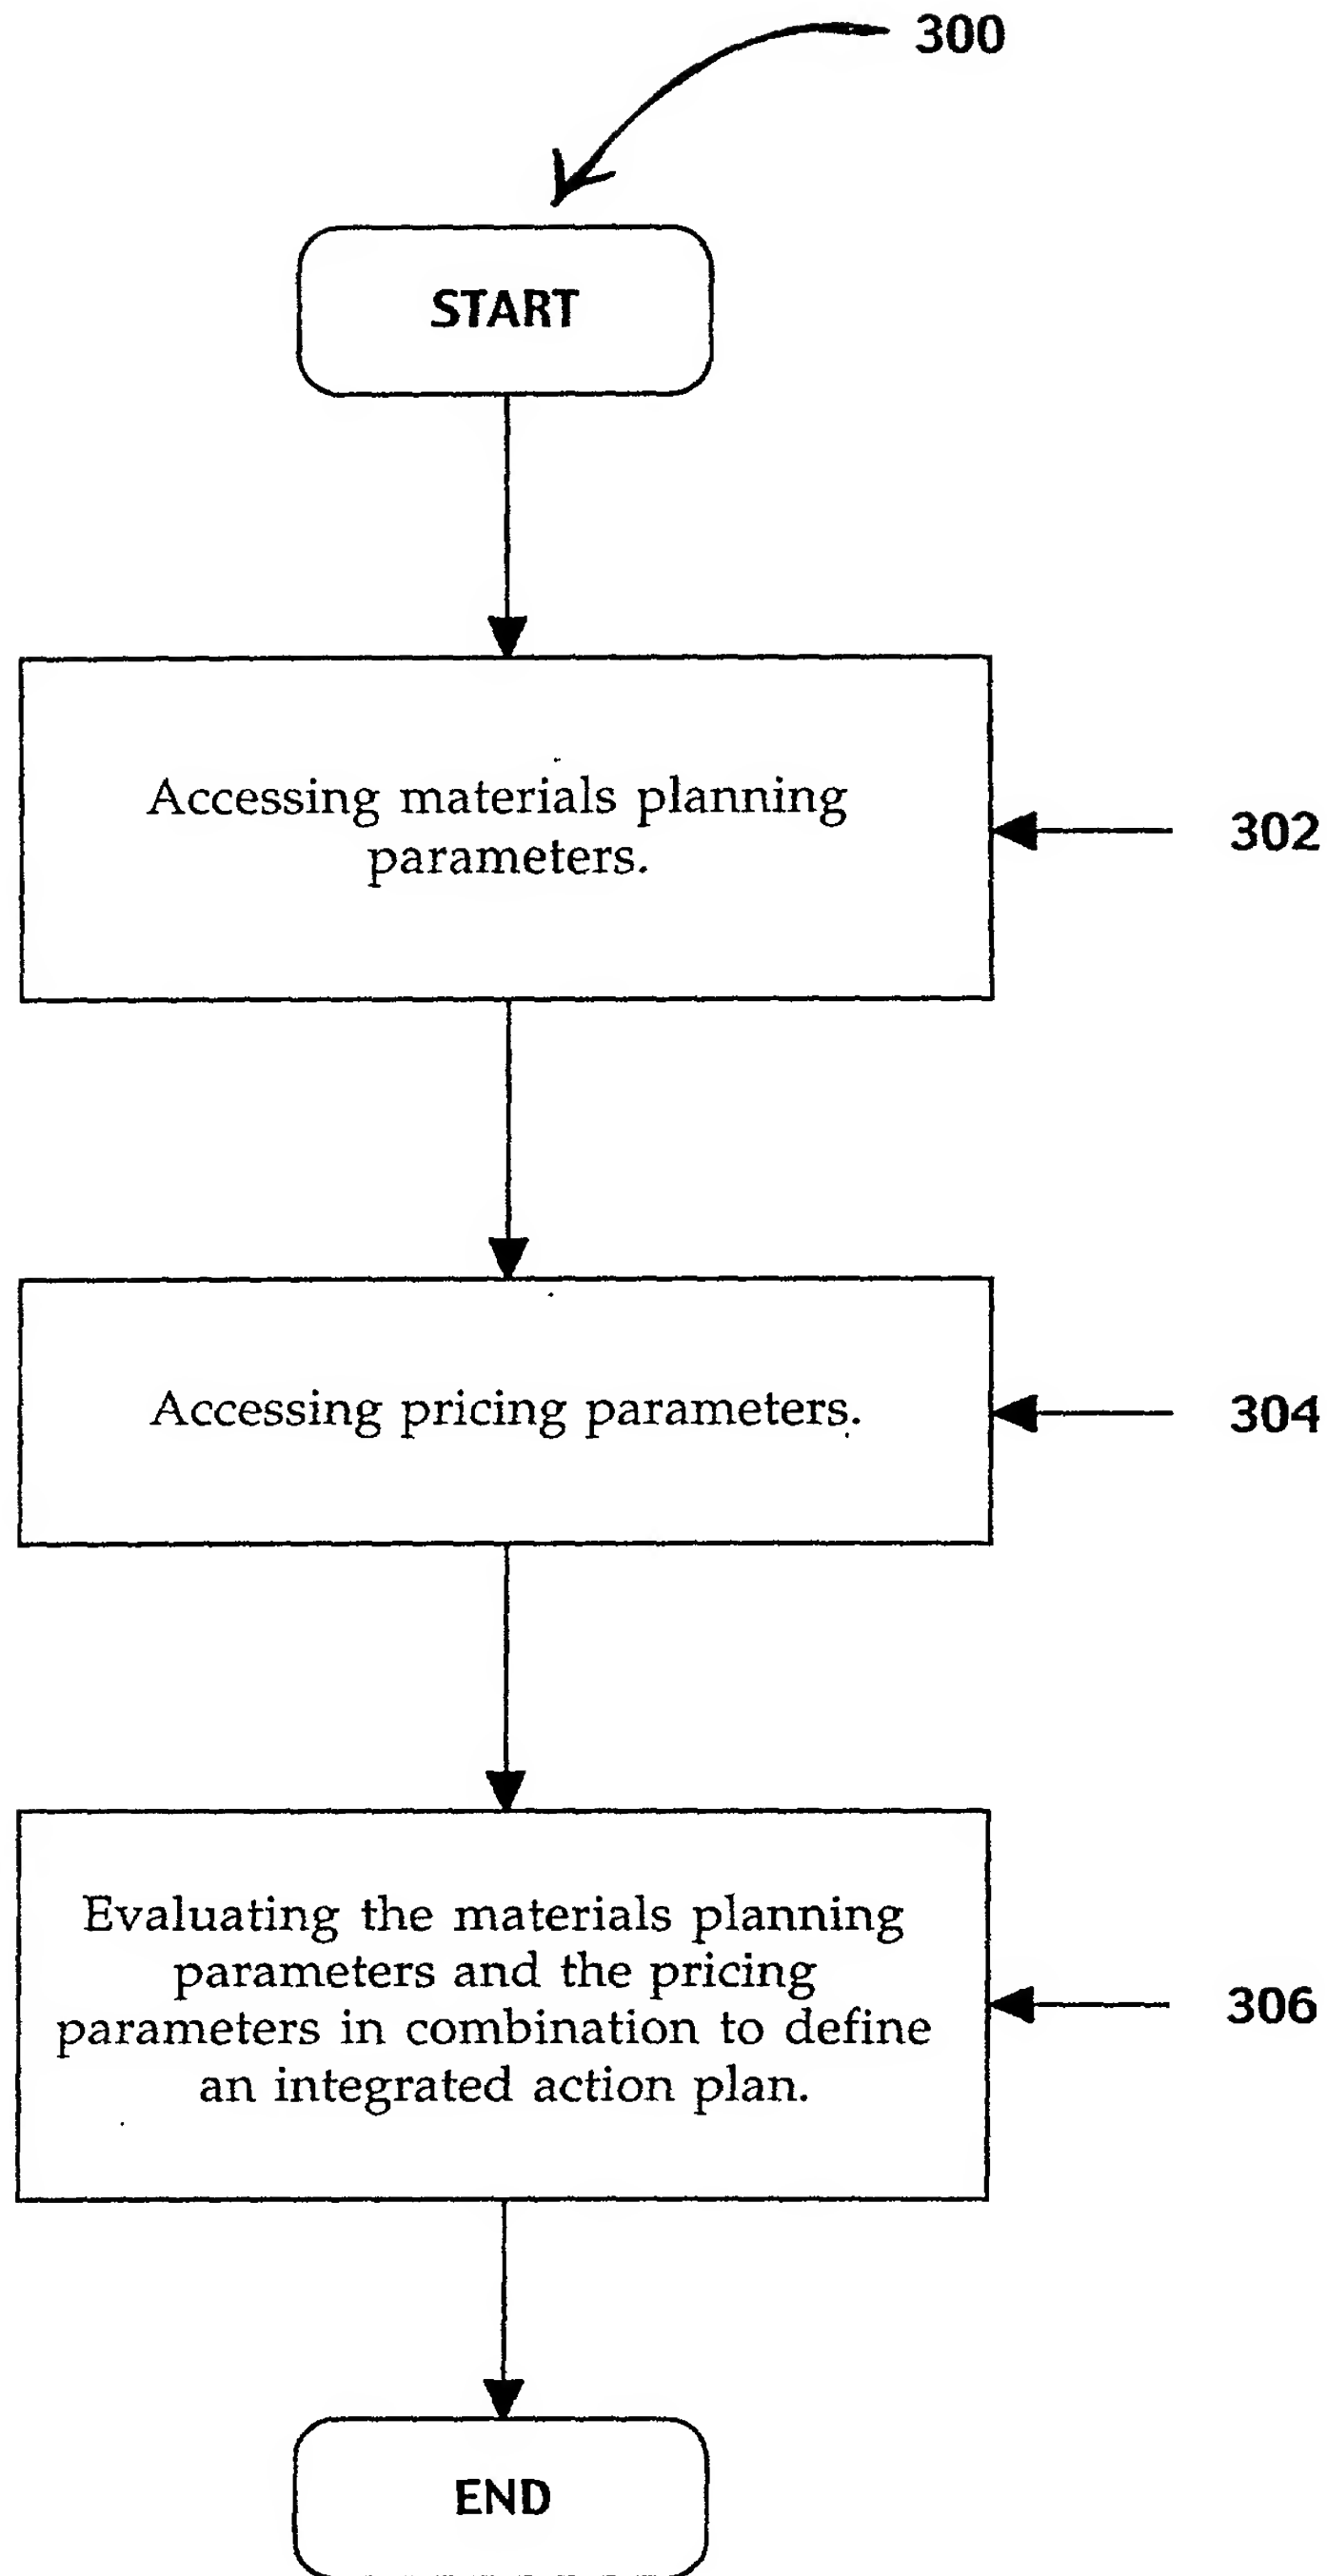 300
START
Accessing materials planning
parameters.
302
Accessing pricing parameters.
304
Evaluating the materials planning
parameters and the pricing
parameters in combination to define
an integrated action plan.
306
END